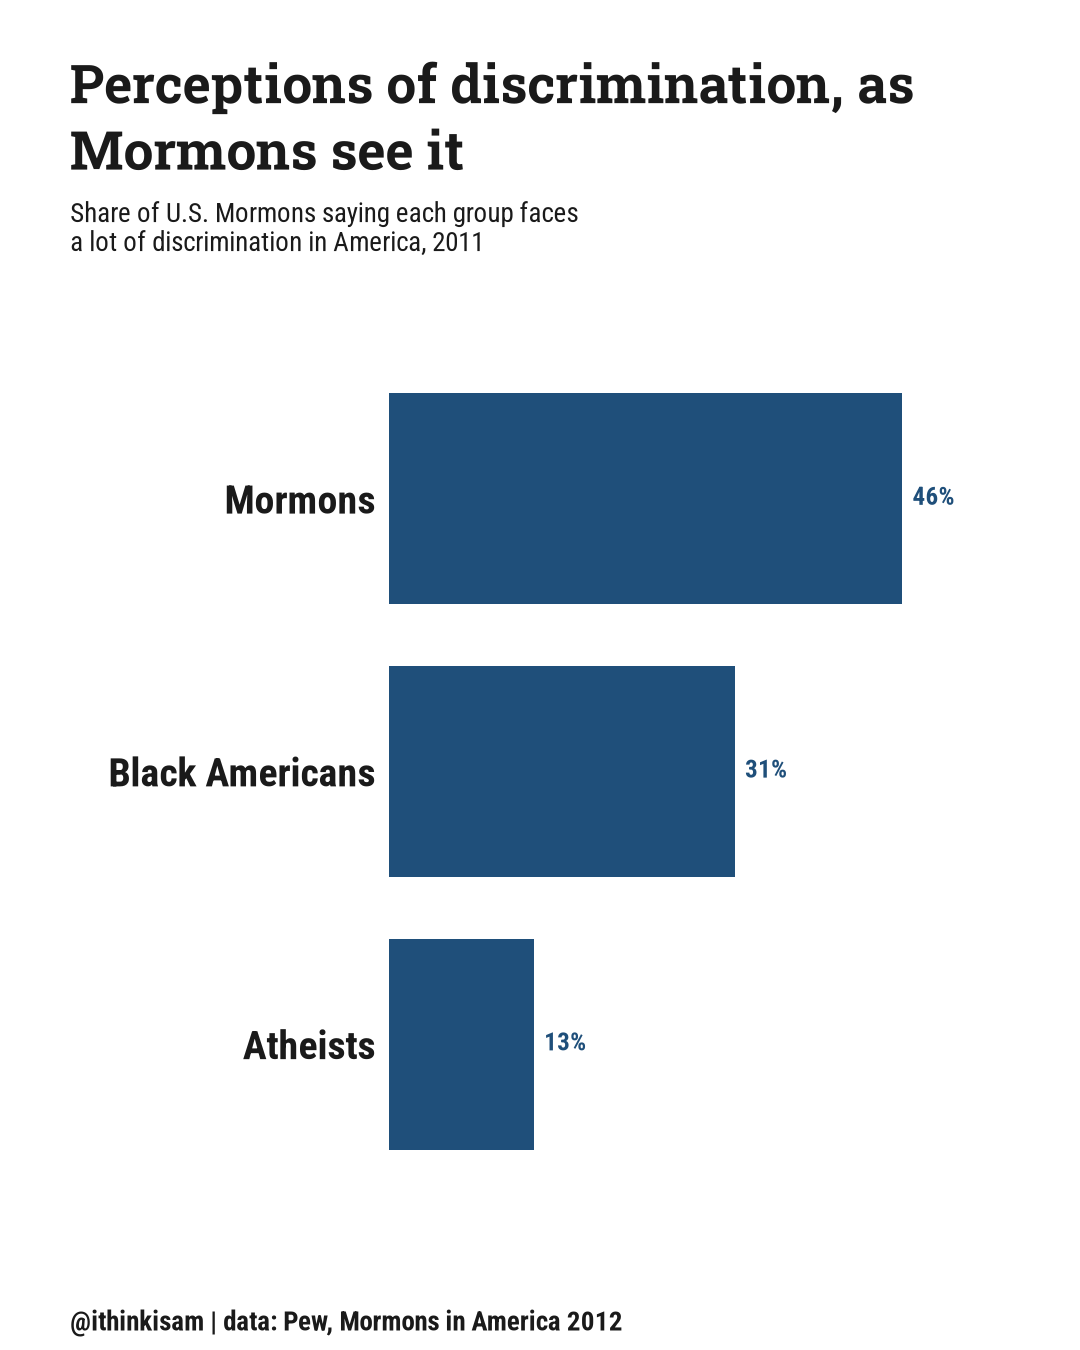 Perceptions of discrimination, as
Mormons see it
Share of U.S. Mormons saying each group faces
a lot of discrimination in America, 2011
Mormons
46%
Black Americans
31%
Atheists
13%
@ithinkisam | data: Pew, Mormons in America 2012